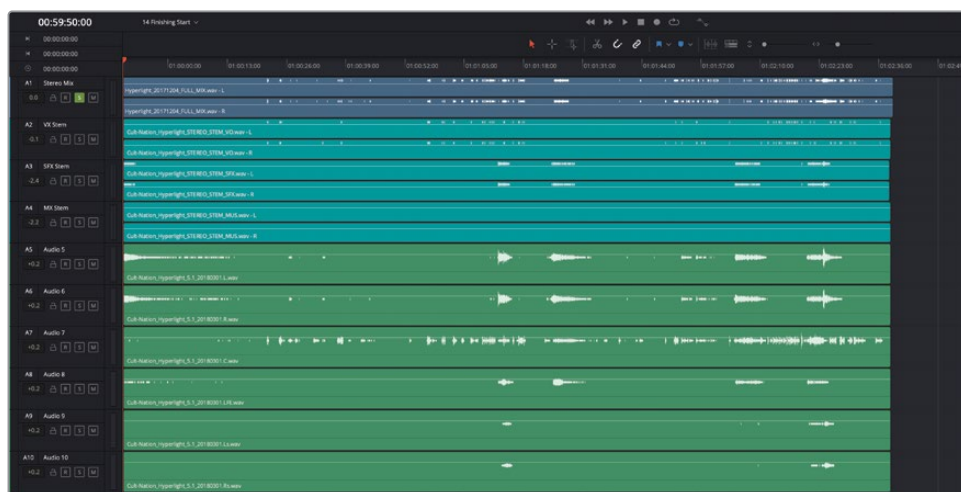 00:59:50:00
14 Finishing Start
00:00:00:00
00:00:00:00
00:00:00:00
01:00:00:00 01:00:13:00 01:00:26:00 01:00:39:00 01:00:52:00 01:01:05:00 01:01:18:00 01:01:31:00 01:01:44:00 01:01:57:00 01:02:10:00 01:02:23:00 01:02:36:00
A1 Stereo Mix
0.0 R S M
Hyperlight_20171204_FULL_MIX.wav - L
Hyperlight_20171204_FULL_MIX.wav - R
A2 VX Stem
-0.1 R S M
Cult-Nation_Hyperlight_STEREO_STEM_VO.wav - L
Cult-Nation_Hyperlight_STEREO_STEM_VO.wav - R
A3 SFX Stem
-2.4 R S M
Cult-Nation_Hyperlight_STEREO_STEM_SFX.wav - L
Cult-Nation_Hyperlight_STEREO_STEM_SFX.wav - R
A4 MX Stem
-2.2 R S M
Cult-Nation_Hyperlight_STEREO_STEM_MUS.wav - L
Cult-Nation_Hyperlight_STEREO_STEM_MUS.wav - R
A5 Audio 5
+0.2 R S M
Cult-Nation_Hyperlight_5.1_20180301.L.wav
A6 Audio 6
+0.2 R S M
Cult-Nation_Hyperlight_5.1_20180301.R.wav
A7 Audio 7
+0.2 R S M
Cult-Nation_Hyperlight_5.1_20180301.C.wav
A8 Audio 8
+0.2 R S M
Cult-Nation_Hyperlight_5.1_20180301.Lfe.wav
A9 Audio 9
+0.2 R S M
Cult-Nation_Hyperlight_5.1_20180301.Ls.wav
A10 Audio 10
+0.2 R S M
Cult-Nation_Hyperlight_5.1_20180301.Rs.wav